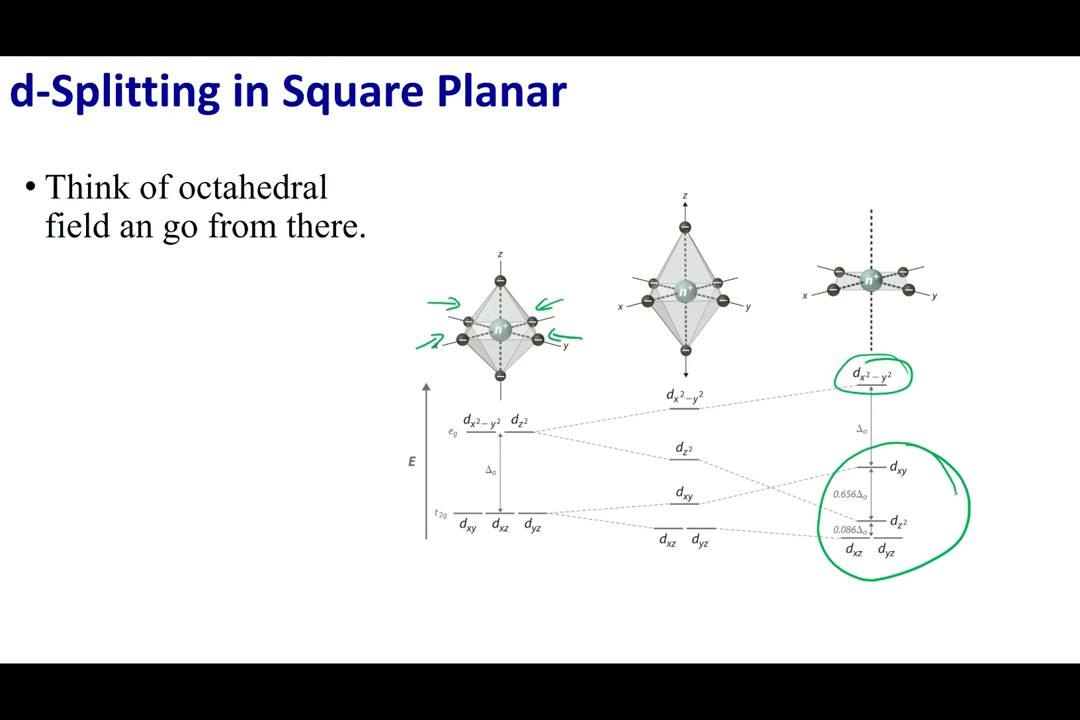 d-Splitting in Square Planar
• Think of octahedral
field an go from there.
z
x
y
n+
z
n+
y
x
n+
y
E
eg
dx²−y² dz²
Δo
t2g
dxy dxz dyz
dx²−y²
dz²
dxy
dxz dyz
dx²−y²
Δo
dxy
0.656Δo
dz²
0.086Δo
dxz dyz